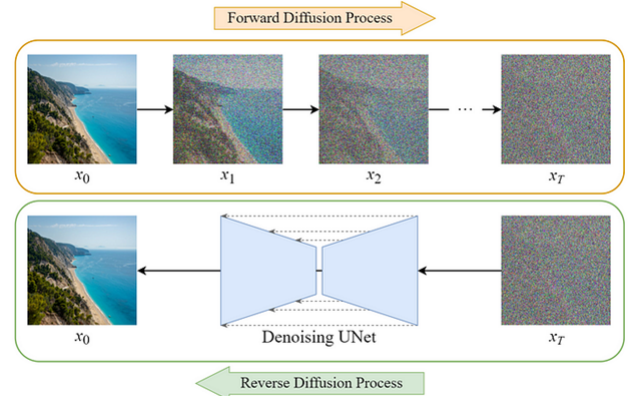 Forward Diffusion Process
...
x0 x1 x2 xT
Denoising UNet
x0 xT
Reverse Diffusion Process